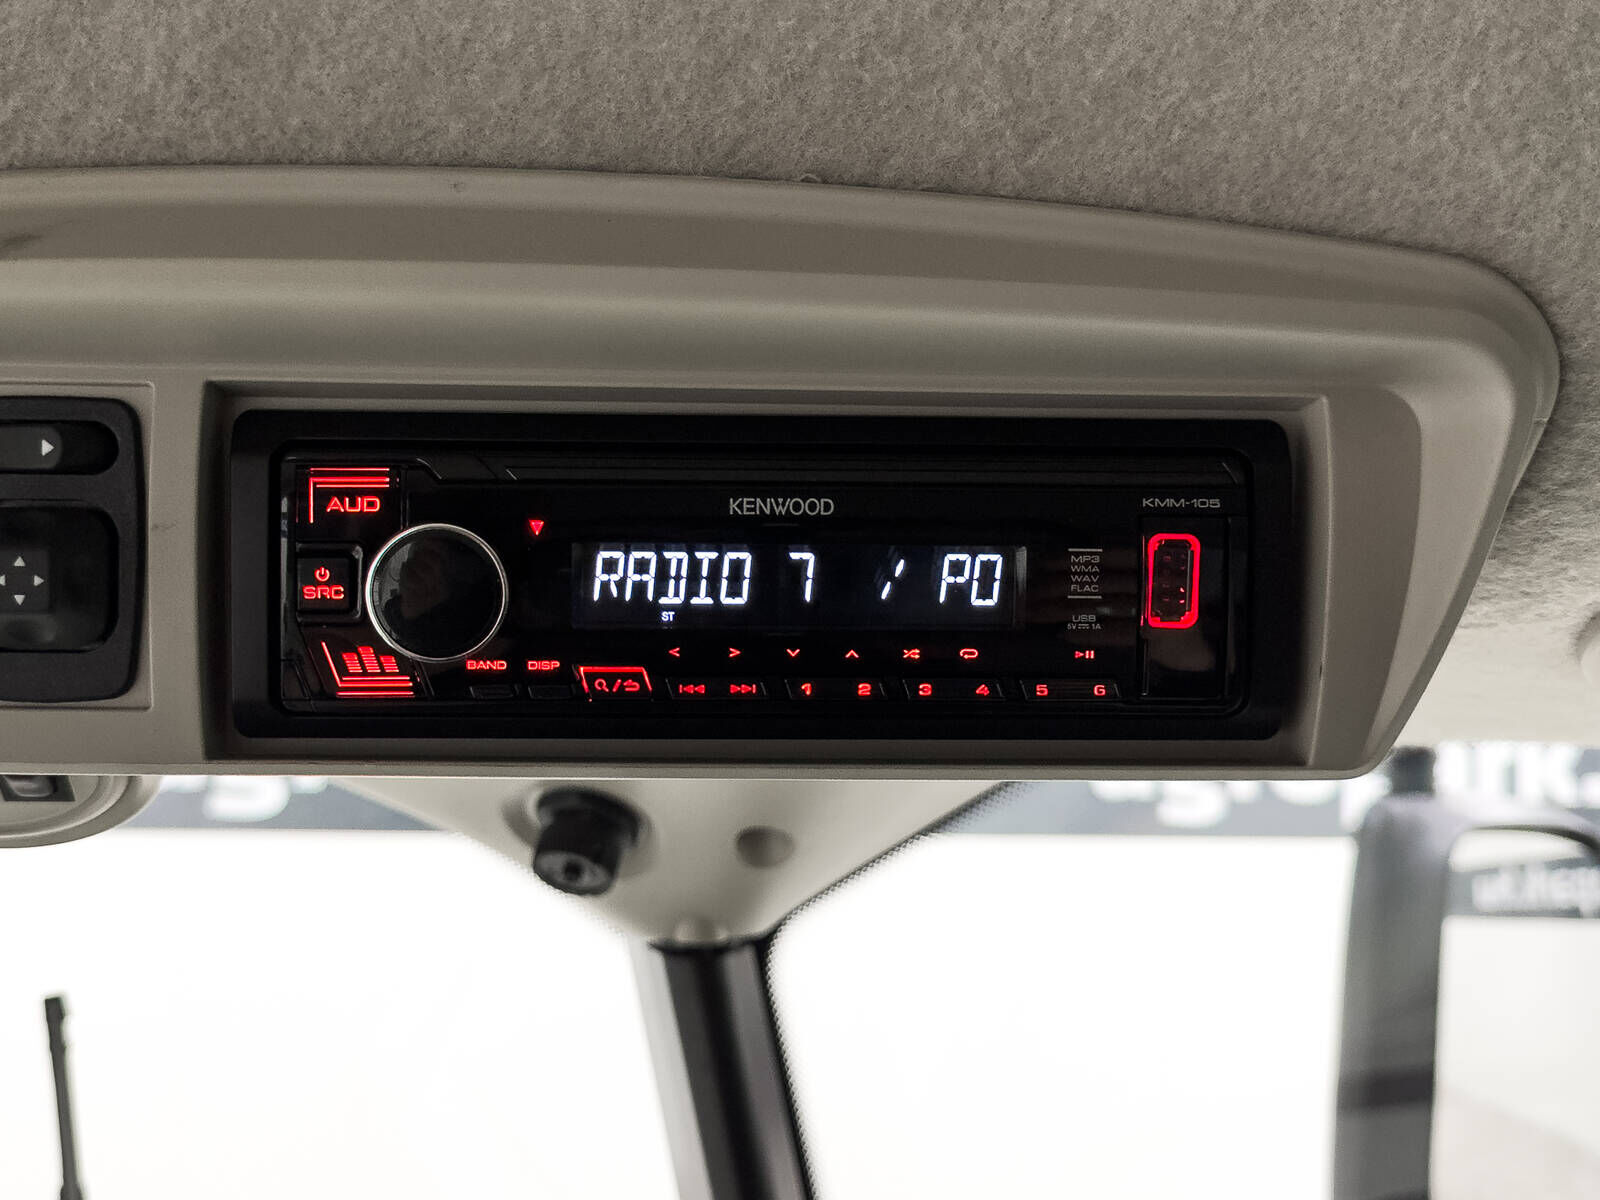 AUD
KENWOOD
KMM-105
RADIO 7 / PO
SRC
ST
MP3
WMA
WAV
FLAC
USB
5V 1A
BAND DISP
1 2 3 4 5 6